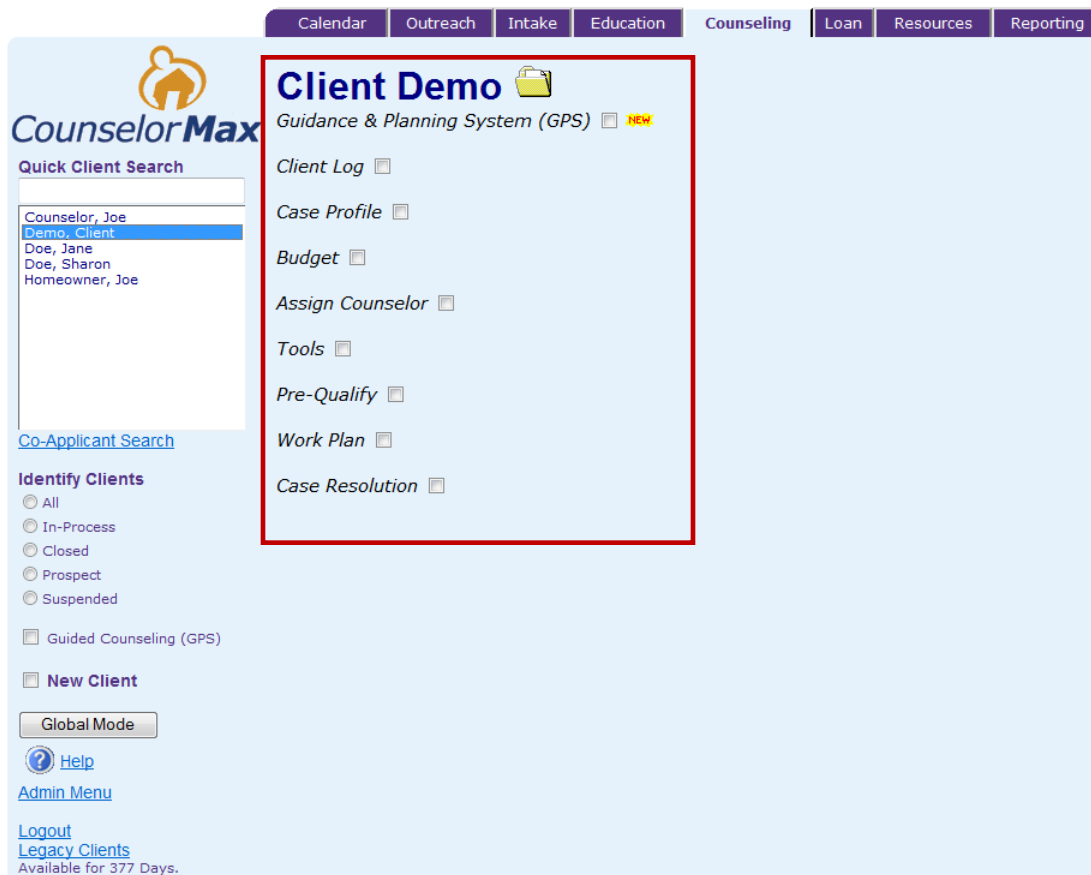 Calendar Outreach Intake Education Counseling Loan Resources Reporting
CounselorMax
Quick Client Search
Counselor, Joe
Demo, Client
Doe, Jane
Doe, Sharon
Homeowner, Joe
Co-Applicant Search
Identify Clients
All
In-Process
Closed
Prospect
Suspended
Guided Counseling (GPS)
New Client
Global Mode
Help
Admin Menu
Logout
Legacy Clients
Available for 377 Days.
Client Demo
Guidance & Planning System (GPS) NEW
Client Log
Case Profile
Budget
Assign Counselor
Tools
Pre-Qualify
Work Plan
Case Resolution